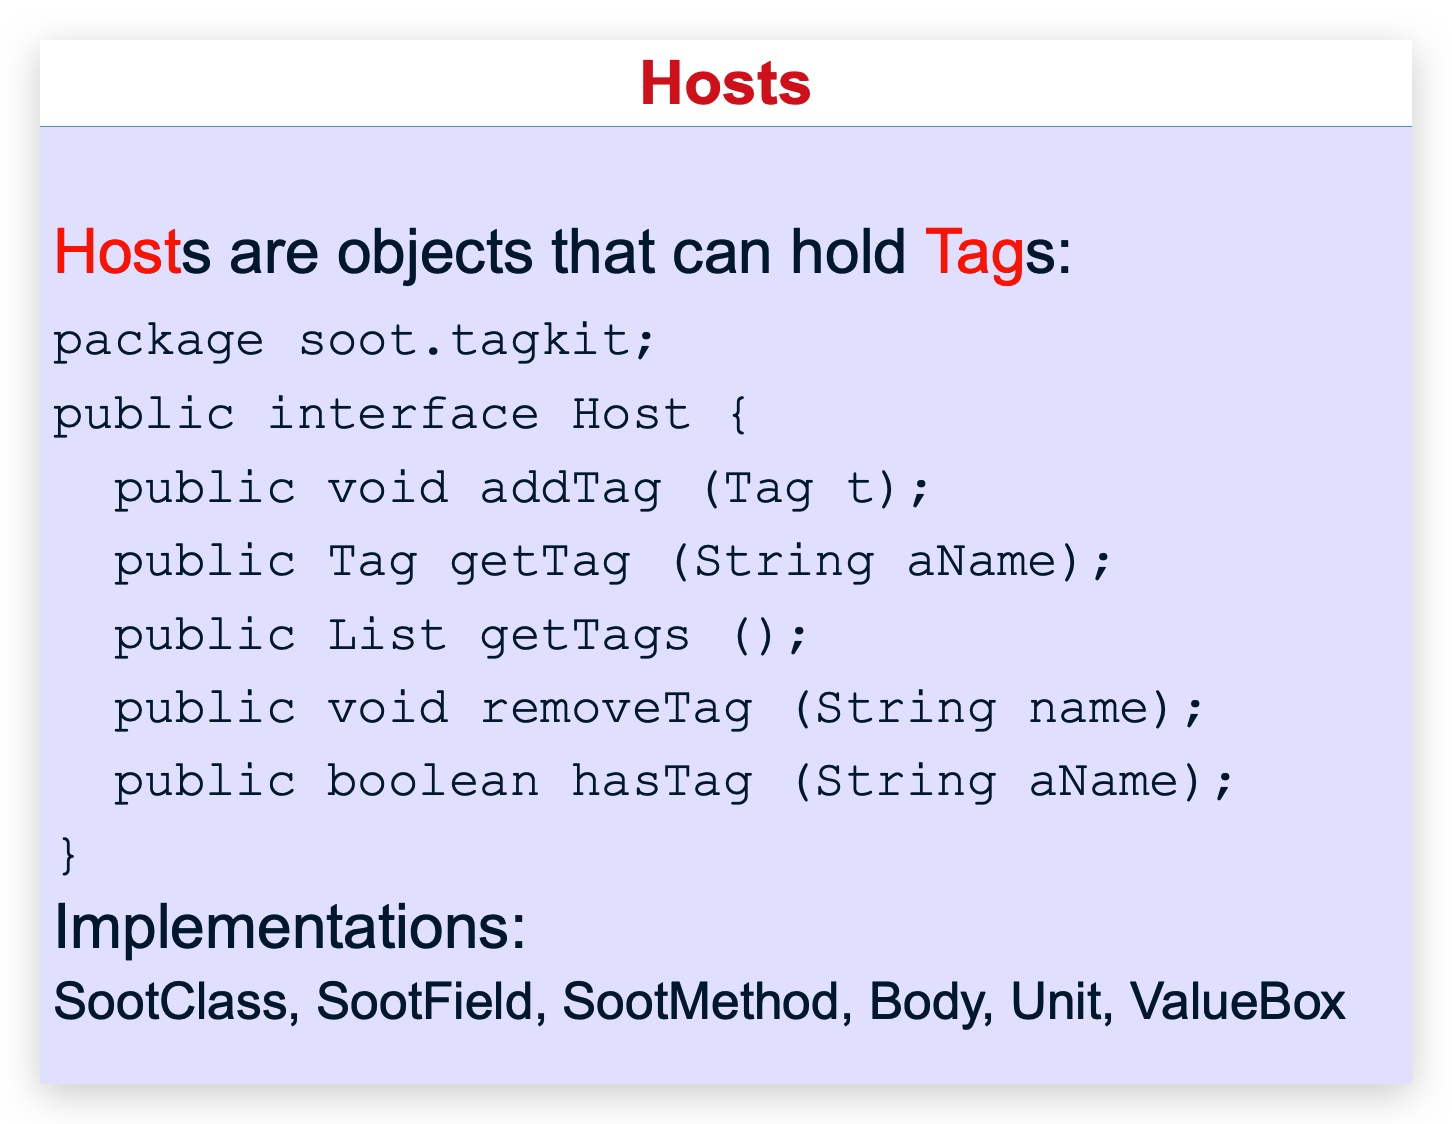 Hosts
Hosts are objects that can hold Tags:
package soot.tagkit;
public interface Host {
  public void addTag (Tag t);
  public Tag getTag (String aName);
  public List getTags ();
  public void removeTag (String name);
  public boolean hasTag (String aName);
}
Implementations:
SootClass, SootField, SootMethod, Body, Unit, ValueBox